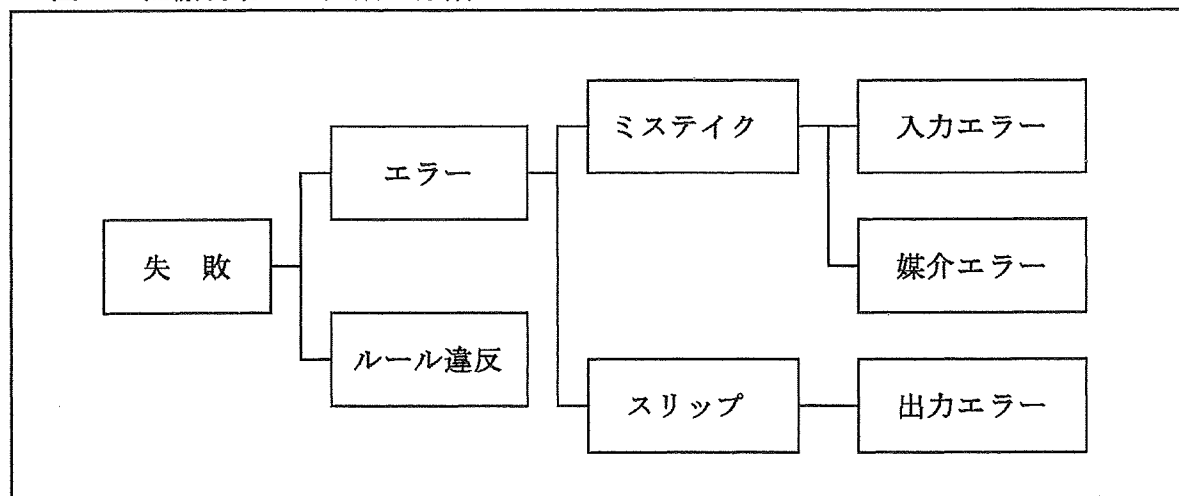 ミステイク
入力エラー
エラー
失　敗
媒介エラー
ルール違反
スリップ
出力エラー